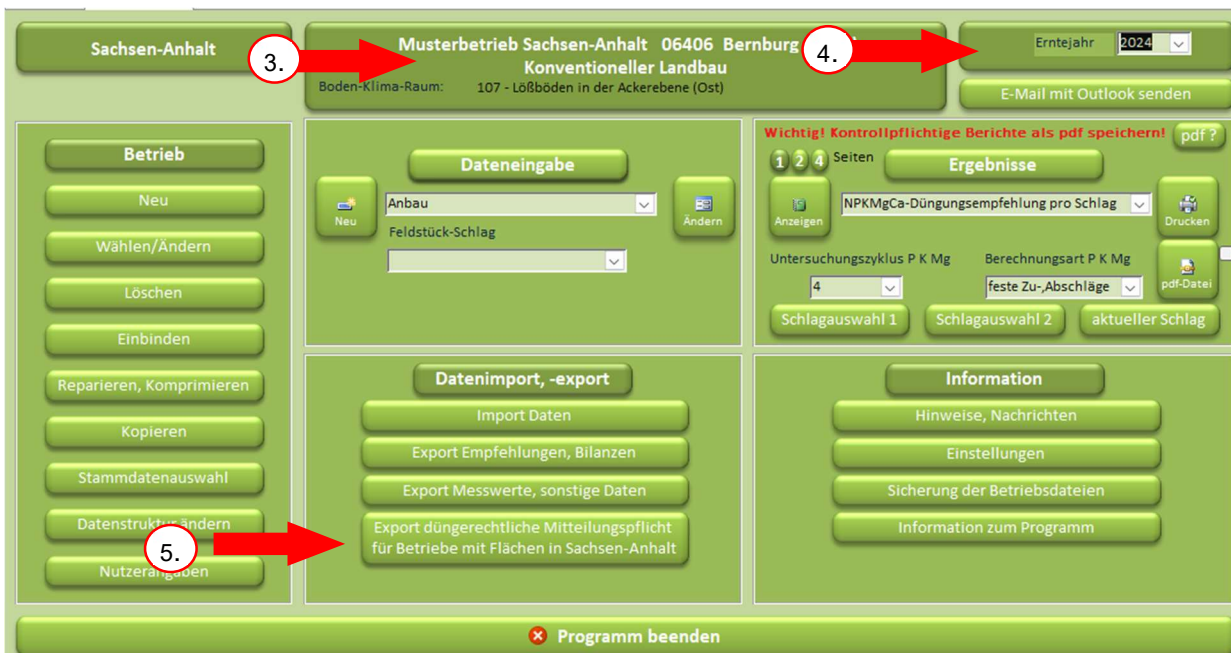 Sachsen-Anhalt
3.
Musterbetrieb Sachsen-Anhalt 06406 Bernburg
Konventioneller Landbau
Boden-Klima-Raum: 107 - Lößböden in der Ackerebene (Ost)
4.
Erntejahr 2024
E-Mail mit Outlook senden
Betrieb
Neu
Wählen/Ändern
Löschen
Einbinden
Reparieren, Komprimieren
Kopieren
Stammdatenauswahl
Datenstruktur ändern
5.
Nutzerangaben
Dateneingabe
Neu
Anbau
Ändern
Feldstück-Schlag
Wichtig! Kontrollpflichtige Berichte als pdf speichern!
pdf ?
1 2 4 Seiten
Ergebnisse
Anzeigen
NPKMgCa-Düngungsempfehlung pro Schlag
Drucken
Untersuchungszyklus P K Mg
Berechnungsart P K Mg
4
feste Zu-,Abschläge
pdf-Datei
Schlagauswahl 1
Schlagauswahl 2
aktueller Schlag
Datenimport, -export
Import Daten
Export Empfehlungen, Bilanzen
Export Messwerte, sonstige Daten
Export düngerechtliche Mitteilungspflicht
für Betriebe mit Flächen in Sachsen-Anhalt
Information
Hinweise, Nachrichten
Einstellungen
Sicherung der Betriebsdateien
Information zum Programm
Programm beenden